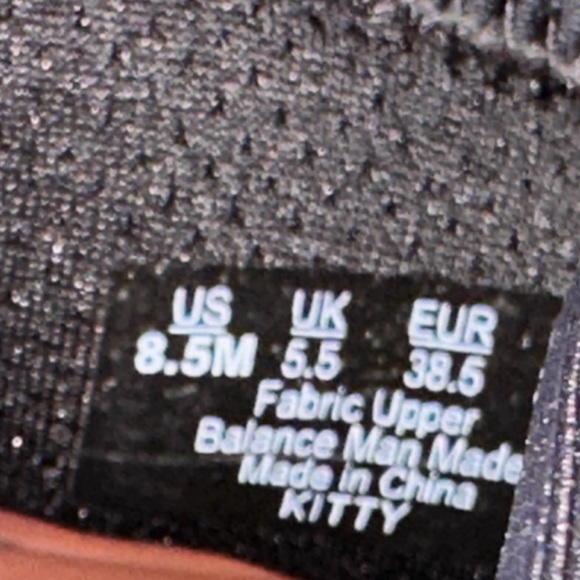 US UK EUR
8.5M 5.5 38.5
Fabric Upper
Balance Man Made
Made in China
KITTY